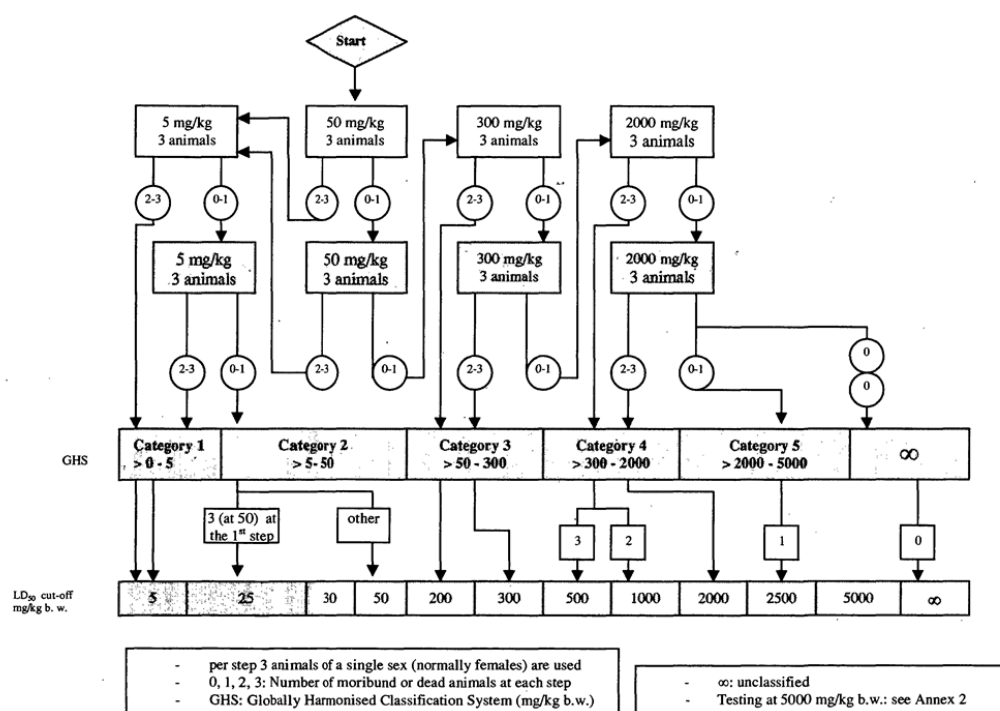 Start
5 mg/kg
3 animals
50 mg/kg
3 animals
300 mg/kg
3 animals
2000 mg/kg
3 animals
2-3
0-1
2-3
0-1
2-3
0-1
2-3
0-1
5 mg/kg
3 animals
50 mg/kg
3 animals
300 mg/kg
3 animals
2000 mg/kg
3 animals
0
2-3
0-1
2-3
0-1
2-3
0-1
2-3
0-1
0
GHS
Category 1
> 0 - 5
Category 2
> 5-50
Category 3
> 50 - 300
Category 4
> 300 - 2000
Category 5
> 2000 - 5000
∞
3 (at 50) at
the 1st step
other
3
2
1
0
LD50 cut-off
mg/kg b. w.
5
25
30
50
200
300
500
1000
2000
2500
5000
∞
- per step 3 animals of a single sex (normally females) are used
- 0, 1, 2, 3: Number of moribund or dead animals at each step
- GHS: Globally Harmonised Classification System (mg/kg b.w.)
- ∞: unclassified
- Testing at 5000 mg/kg b.w.: see Annex 2